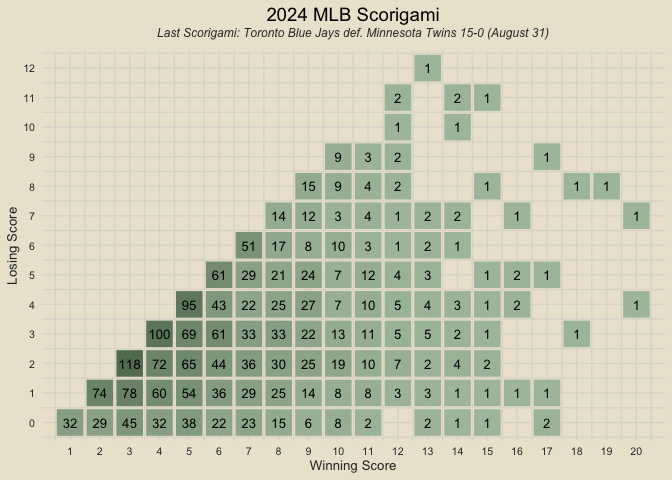 2024 MLB Scorigami
Last Scorigami: Toronto Blue Jays def. Minnesota Twins 15-0 (August 31)
12 1
11 2 2 1
10 1 1
9 9 3 2 1
8 15 9 4 2 1 1 1
7 14 12 3 4 1 2 2 1 1
6 51 17 8 10 3 1 2 1
5 61 29 21 24 7 12 4 3 1 2 1
4 95 43 22 25 27 7 10 5 4 3 1 2 1
3 100 69 61 33 33 22 13 11 5 5 2 1 1
2 118 72 65 44 36 30 25 19 10 7 2 4 2
1 74 78 60 54 36 29 25 14 8 8 3 3 1 1 1 1
0 32 29 45 32 38 22 23 15 6 8 2 2 1 1 2
1 2 3 4 5 6 7 8 9 10 11 12 13 14 15 16 17 18 19 20
Winning Score
Losing Score